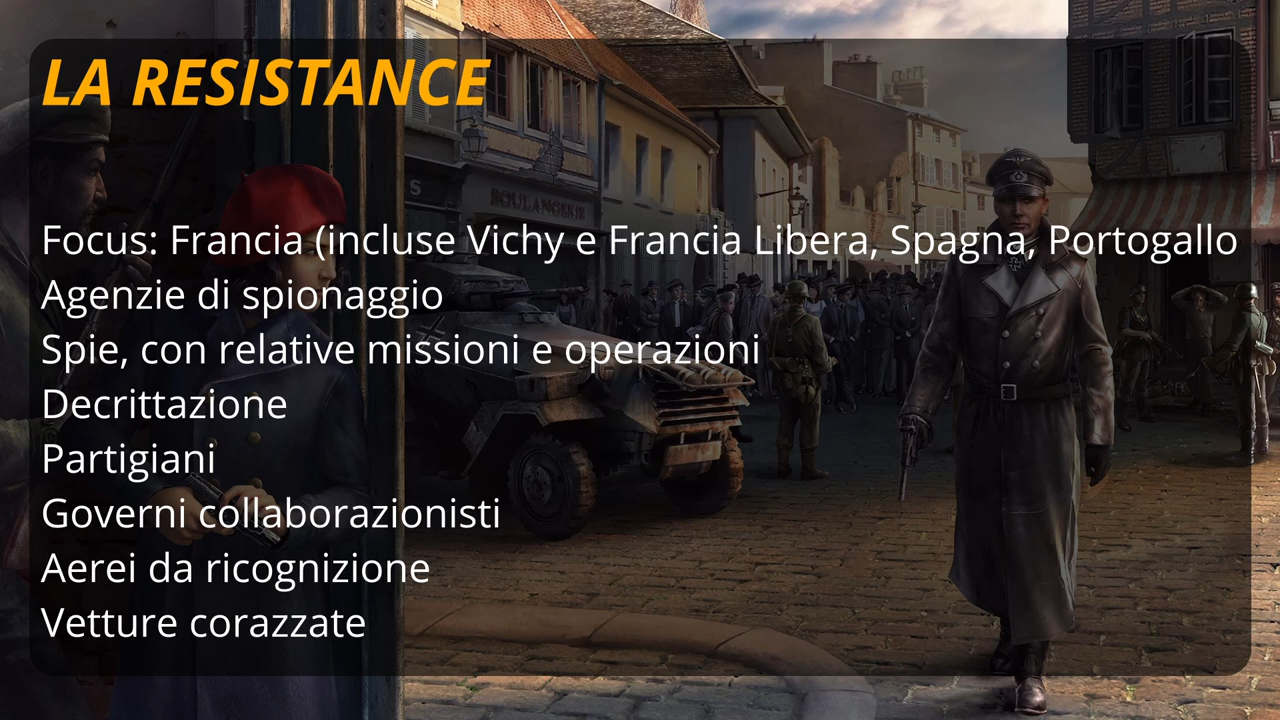 LA RESISTANCE
BOULANGERIE
Focus: Francia (incluse Vichy e Francia Libera, Spagna, Portogallo
Agenzie di spionaggio
Spie, con relative missioni e operazioni
Decrittazione
Partigiani
Governi collaborazionisti
Aerei da ricognizione
Vetture corazzate